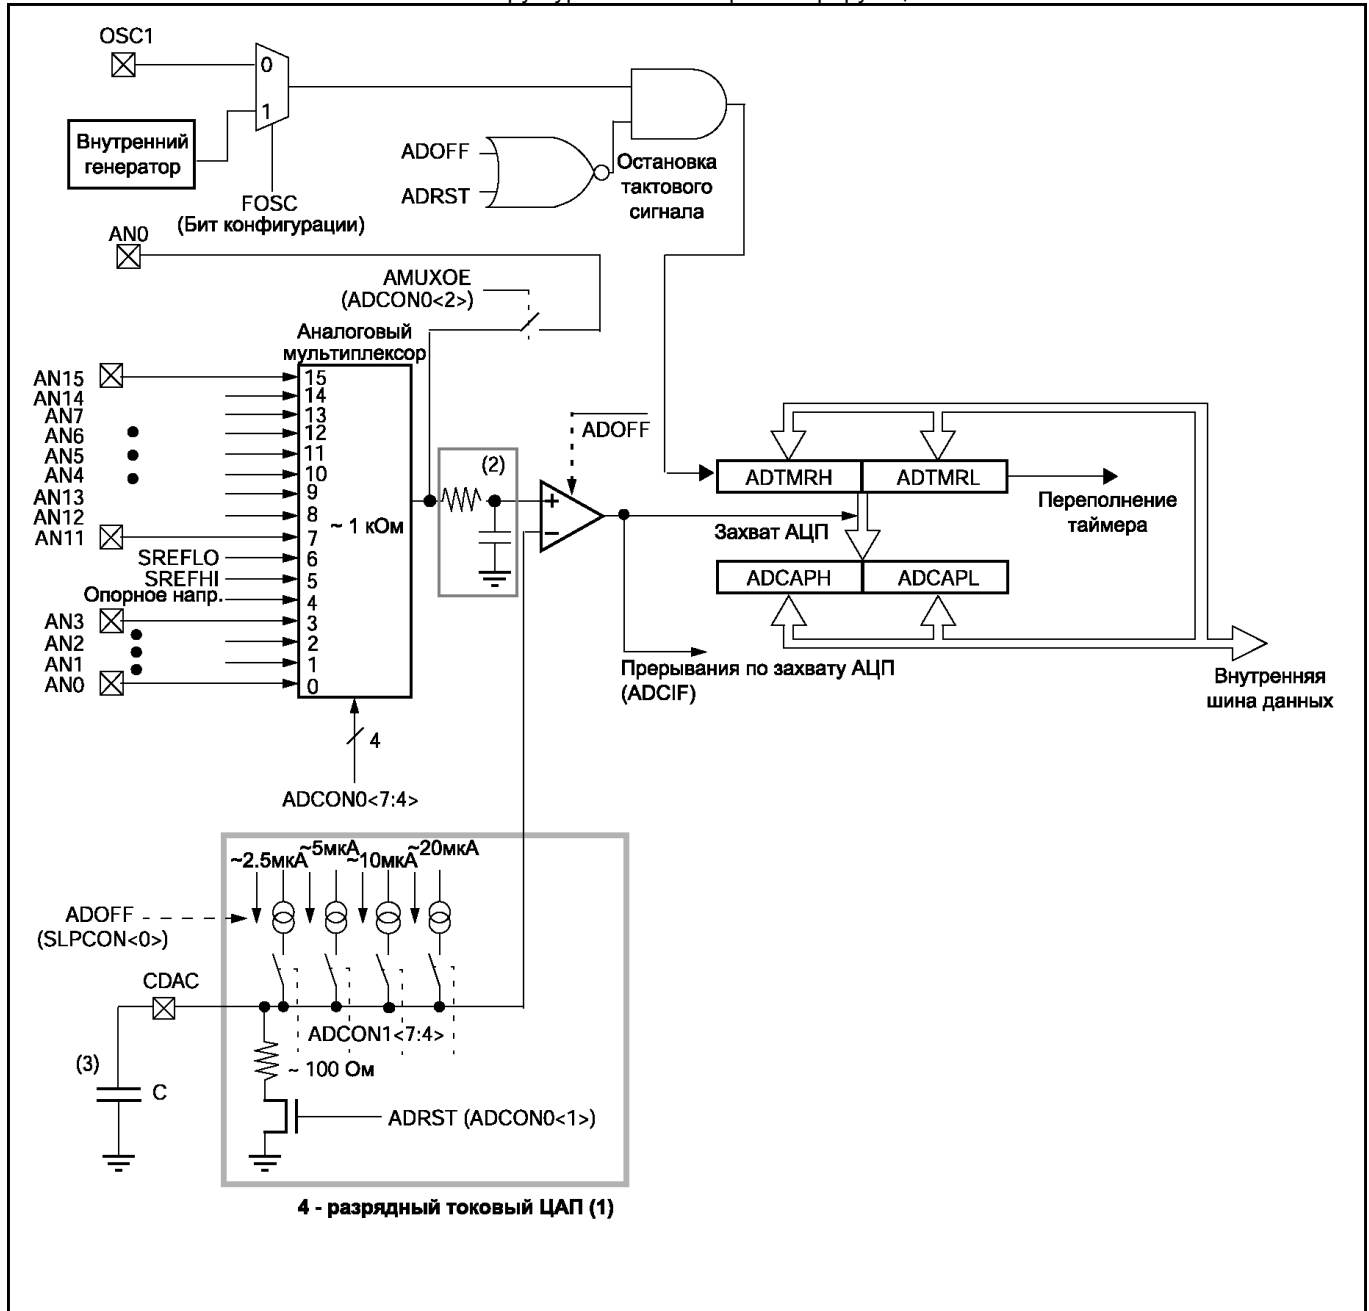 OSC1
0
1
Внутренний
генератор
FOSC
(Бит конфигурации)
ADOFF
ADRST
Остановка
тактового
сигнала
AN0
AMUXOE
(ADCON0<2>)
Аналоговый
мультиплексор
AN15
AN14
AN7
AN6
AN5
AN4
AN13
AN12
AN11
SREFLO
SREFHI
Опорное напр.
AN3
AN2
AN1
AN0
15
14
13
12
11
10
9
8
7
6
5
4
3
2
1
0
~ 1 кОм
4
ADCON0<7:4>
(2)
+
−
ADOFF
ADTMRH
ADTMRL
Переполнение
таймера
Захват АЦП
ADCAPH
ADCAPL
Прерывания по захвату АЦП
(ADCIF)
Внутренняя
шина данных
~2.5мкА
~5мкА
~10мкА
~20мкА
ADOFF
(SLPCON<0>)
CDAC
ADCON1<7:4>
(3)
C
~ 100 Ом
ADRST (ADCON0<1>)
4 - разрядный токовый ЦАП (1)